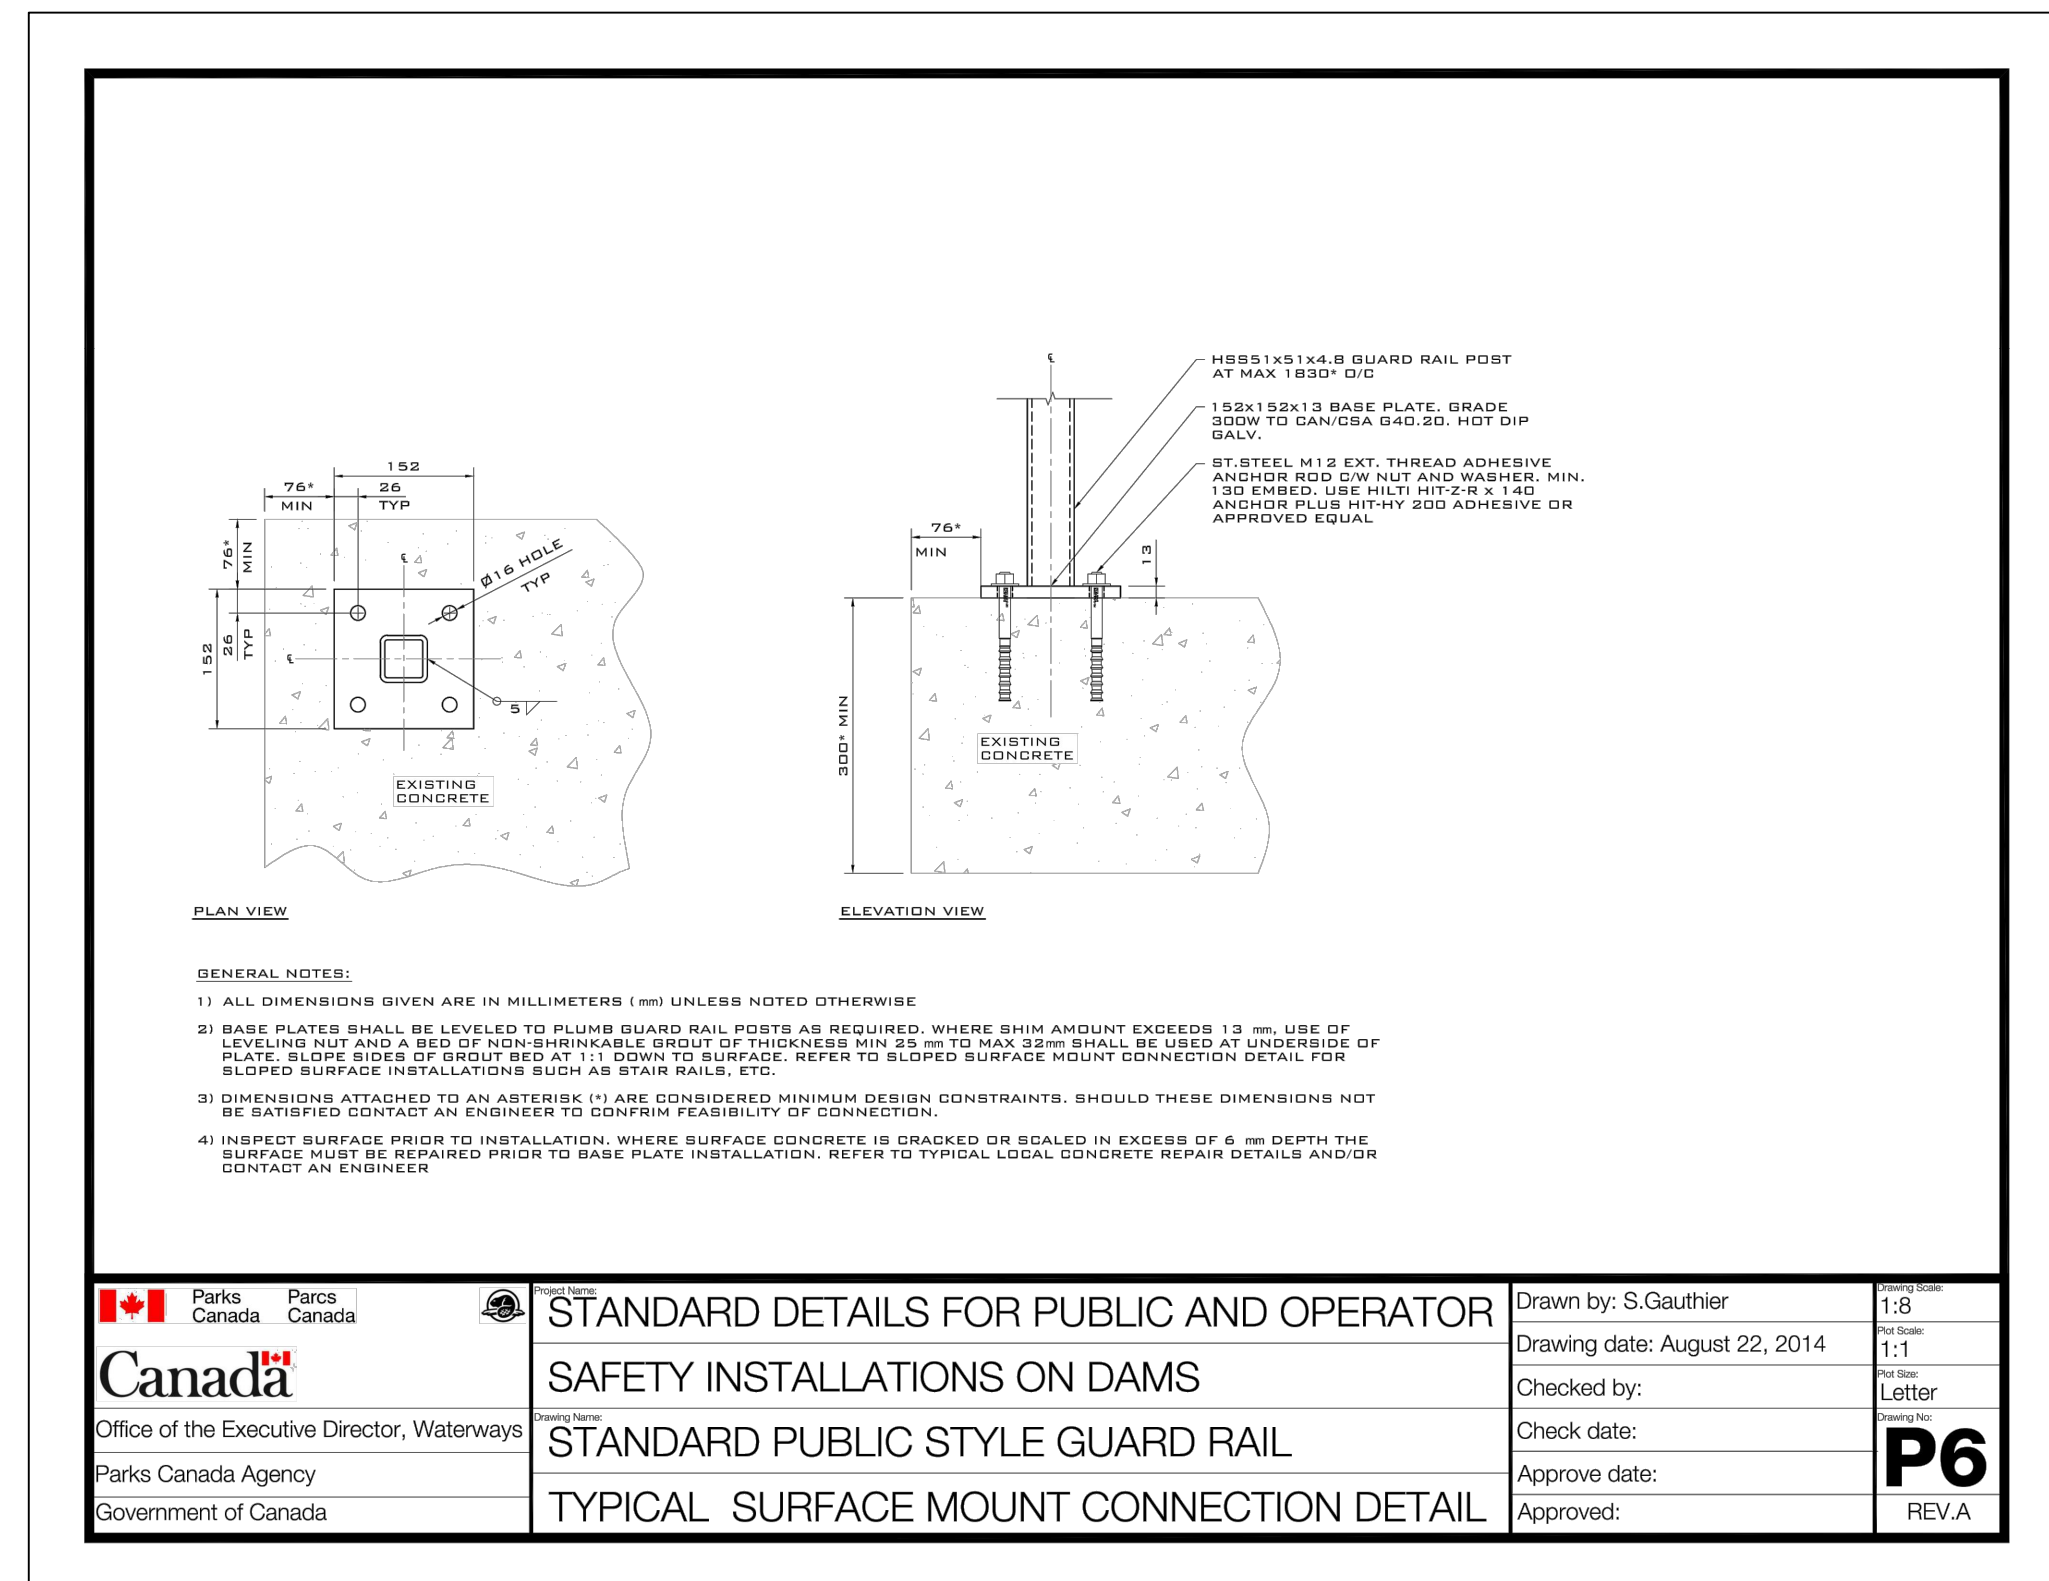 HSS51x51x4.8 GUARD RAIL POST
AT MAX 1830* O/C
152x152x13 BASE PLATE. GRADE
300W TO CAN/CSA G40.20. HOT DIP
GALV.
ST.STEEL M12 EXT. THREAD ADHESIVE
ANCHOR ROD C/W NUT AND WASHER. MIN.
130 EMBED. USE HILTI HIT-Z-R x 140
ANCHOR PLUS HIT-HY 200 ADHESIVE OR
APPROVED EQUAL
152
76*
MIN
26
TYP
76*
MIN
Ø16 HOLE
TYP
152
26
TYP
5
EXISTING
CONCRETE
PLAN VIEW
76*
MIN
13
300* MIN
EXISTING
CONCRETE
ELEVATION VIEW
GENERAL NOTES:
1) ALL DIMENSIONS GIVEN ARE IN MILLIMETERS (mm) UNLESS NOTED OTHERWISE
2) BASE PLATES SHALL BE LEVELED TO PLUMB GUARD RAIL POSTS AS REQUIRED. WHERE SHIM AMOUNT EXCEEDS 13 mm, USE OF
LEVELING NUT AND A BED OF NON-SHRINKABLE GROUT OF THICKNESS MIN 25 mm TO MAX 32mm SHALL BE USED AT UNDERSIDE OF
PLATE. SLOPE SIDES OF GROUT BED AT 1:1 DOWN TO SURFACE. REFER TO SLOPED SURFACE MOUNT CONNECTION DETAIL FOR
SLOPED SURFACE INSTALLATIONS SUCH AS STAIR RAILS, ETC.
3) DIMENSIONS ATTACHED TO AN ASTERISK (*) ARE CONSIDERED MINIMUM DESIGN CONSTRAINTS. SHOULD THESE DIMENSIONS NOT
BE SATISFIED CONTACT AN ENGINEER TO CONFRIM FEASIBILITY OF CONNECTION.
4) INSPECT SURFACE PRIOR TO INSTALLATION. WHERE SURFACE CONCRETE IS CRACKED OR SCALED IN EXCESS OF 6 mm DEPTH THE
SURFACE MUST BE REPAIRED PRIOR TO BASE PLATE INSTALLATION. REFER TO TYPICAL LOCAL CONCRETE REPAIR DETAILS AND/OR
CONTACT AN ENGINEER
Parks Canada
Parcs Canada
Canada
Office of the Executive Director, Waterways
Parks Canada Agency
Government of Canada
Project Name:
STANDARD DETAILS FOR PUBLIC AND OPERATOR
SAFETY INSTALLATIONS ON DAMS
Drawing Name:
STANDARD PUBLIC STYLE GUARD RAIL
TYPICAL SURFACE MOUNT CONNECTION DETAIL
Drawn by: S.Gauthier
Drawing date: August 22, 2014
Checked by:
Check date:
Approve date:
Approved:
Drawing Scale:
1:8
Plot Scale:
1:1
Plot Size:
Letter
Drawing No:
P6
REV.A